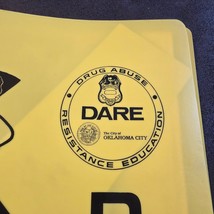 DRUG ABUSE
DARE
The City of
OKLAHOMA CITY
RESISTANCE EDUCATION